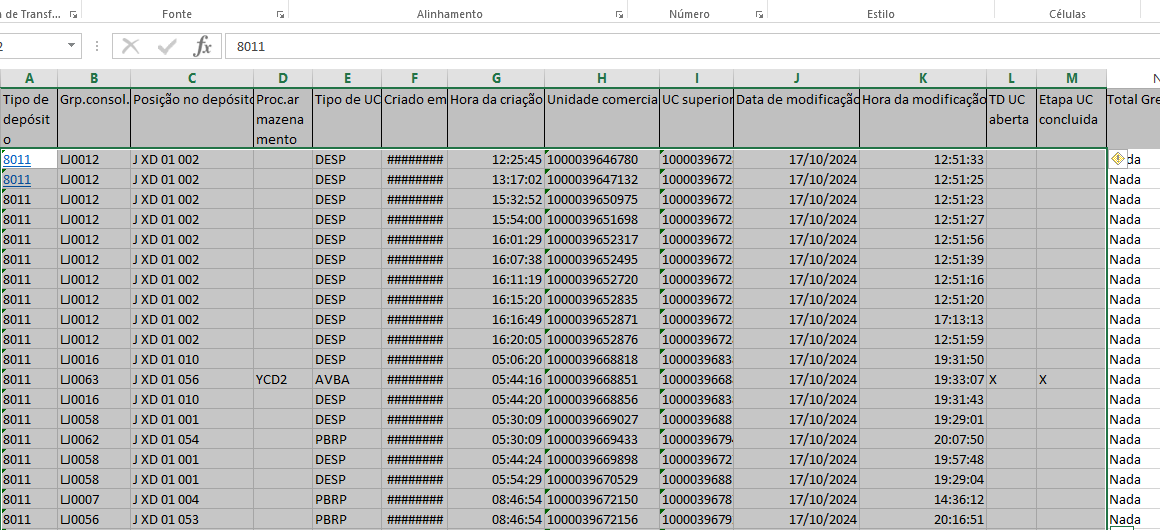 a de Transf... Fonte Alinhamento Número Estilo Células
2 fx 8011
A B C D E F G H I J K L M N
Tipo de depósito Grp.consol. Posição no depósito Proc.armazenamento Tipo de UC Criado em Hora da criação Unidade comercia UC superior Data de modificação Hora da modificação TD UC aberta Etapa UC concluida Total Gre
8011 LJ0012 J XD 01 002 DESP ######## 12:25:45 1000039646780 1000039672 17/10/2024 12:51:33 da
8011 LJ0012 J XD 01 002 DESP ######## 13:17:02 1000039647132 1000039672 17/10/2024 12:51:25 Nada
8011 LJ0012 J XD 01 002 DESP ######## 15:32:52 1000039650975 1000039672 17/10/2024 12:51:23 Nada
8011 LJ0012 J XD 01 002 DESP ######## 15:54:00 1000039651698 1000039672 17/10/2024 12:51:27 Nada
8011 LJ0012 J XD 01 002 DESP ######## 16:01:29 1000039652317 1000039672 17/10/2024 12:51:56 Nada
8011 LJ0012 J XD 01 002 DESP ######## 16:07:38 1000039652495 1000039672 17/10/2024 12:51:39 Nada
8011 LJ0012 J XD 01 002 DESP ######## 16:11:19 1000039652720 1000039672 17/10/2024 12:51:16 Nada
8011 LJ0012 J XD 01 002 DESP ######## 16:15:20 1000039652835 1000039672 17/10/2024 12:51:20 Nada
8011 LJ0012 J XD 01 002 DESP ######## 16:16:49 1000039652871 1000039672 17/10/2024 17:13:13 Nada
8011 LJ0012 J XD 01 002 DESP ######## 16:20:05 1000039652876 1000039672 17/10/2024 12:51:59 Nada
8011 LJ0016 J XD 01 010 DESP ######## 05:06:20 1000039668818 100003968 17/10/2024 19:31:50 Nada
8011 LJ0063 J XD 01 056 YCD2 AVBA ######## 05:44:16 1000039668851 100003966 17/10/2024 19:33:07 X X Nada
8011 LJ0016 J XD 01 010 DESP ######## 05:44:20 1000039668856 100003968 17/10/2024 19:31:43 Nada
8011 LJ0058 J XD 01 001 DESP ######## 05:30:09 1000039669027 1000039688 17/10/2024 19:29:01 Nada
8011 LJ0062 J XD 01 054 PBRP ######## 05:30:09 1000039669433 1000039679 17/10/2024 20:07:50 Nada
8011 LJ0058 J XD 01 001 DESP ######## 05:44:24 1000039669898 1000039672 17/10/2024 19:57:48 Nada
8011 LJ0058 J XD 01 001 DESP ######## 05:54:29 1000039670529 100003968 17/10/2024 19:29:04 Nada
8011 LJ0007 J XD 01 004 PBRP ######## 08:46:54 1000039672150 1000039678 17/10/2024 14:36:12 Nada
8011 LJ0056 J XD 01 053 PBRP ######## 08:46:54 1000039672156 1000039679 17/10/2024 20:16:51 Nada